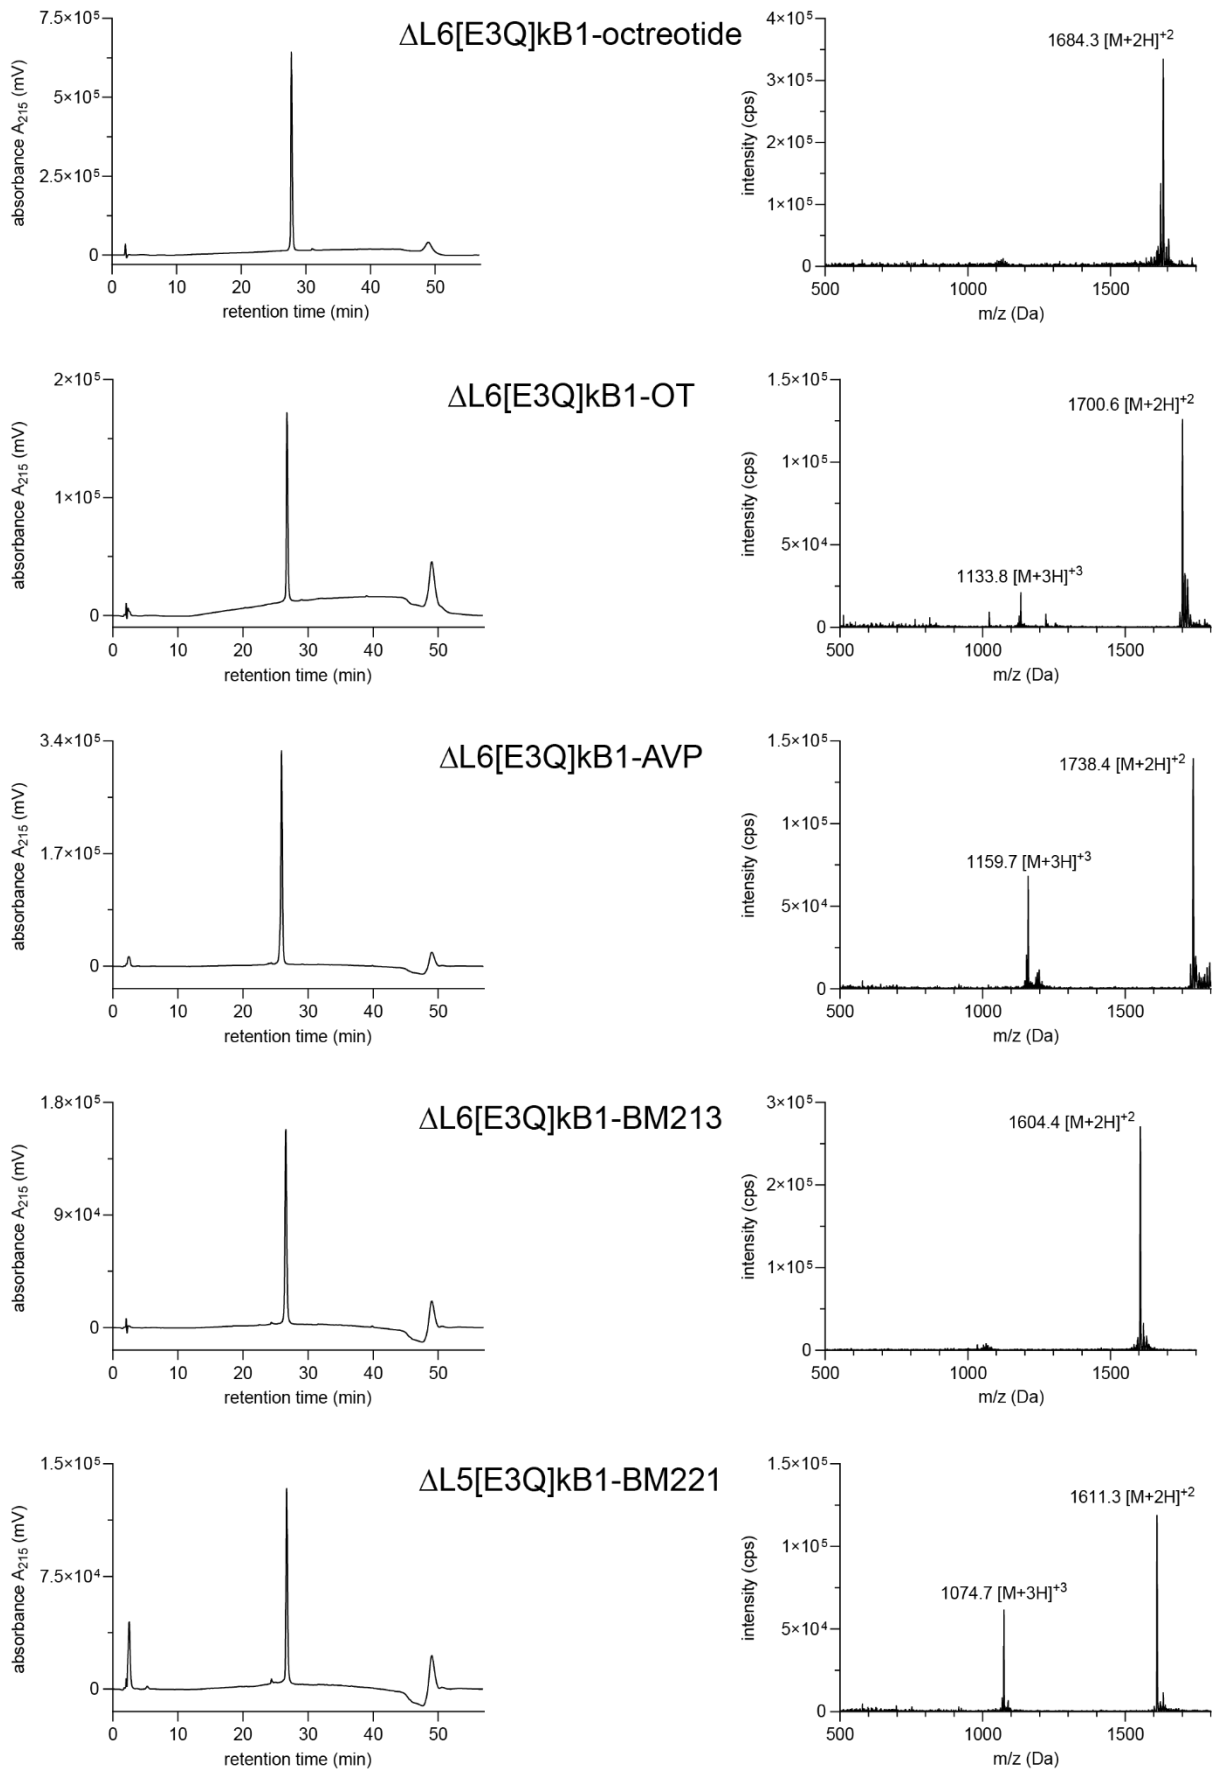 ΔL6[E3Q]kB1-octreotide
7.5×10⁵
5×10⁵
2.5×10⁵
0
absorbance A₂₁₅ (mV)
0 10 20 30 40 50
retention time (min)
4×10⁵
3×10⁵
2×10⁵
1×10⁵
0
intensity (cps)
1684.3 [M+2H]⁺²
500 1000 1500
m/z (Da)
ΔL6[E3Q]kB1-OT
2×10⁵
1×10⁵
0
absorbance A₂₁₅ (mV)
0 10 20 30 40 50
retention time (min)
1.5×10⁵
1×10⁵
5×10⁴
0
intensity (cps)
1700.6 [M+2H]⁺²
1133.8 [M+3H]⁺³
500 1000 1500
m/z (Da)
ΔL6[E3Q]kB1-AVP
3.4×10⁵
1.7×10⁵
0
absorbance A₂₁₅ (mV)
0 10 20 30 40 50
retention time (min)
1.5×10⁵
1×10⁵
5×10⁴
0
intensity (cps)
1738.4 [M+2H]⁺²
1159.7 [M+3H]⁺³
500 1000 1500
m/z (Da)
ΔL6[E3Q]kB1-BM213
1.8×10⁵
9×10⁴
0
absorbance A₂₁₅ (mV)
0 10 20 30 40 50
retention time (min)
3×10⁵
2×10⁵
1×10⁵
0
intensity (cps)
1604.4 [M+2H]⁺²
500 1000 1500
m/z (Da)
ΔL5[E3Q]kB1-BM221
1.5×10⁵
7.5×10⁴
0
absorbance A₂₁₅ (mV)
0 10 20 30 40 50
retention time (min)
1.5×10⁵
1×10⁵
5×10⁴
0
intensity (cps)
1611.3 [M+2H]⁺²
1074.7 [M+3H]⁺³
500 1000 1500
m/z (Da)